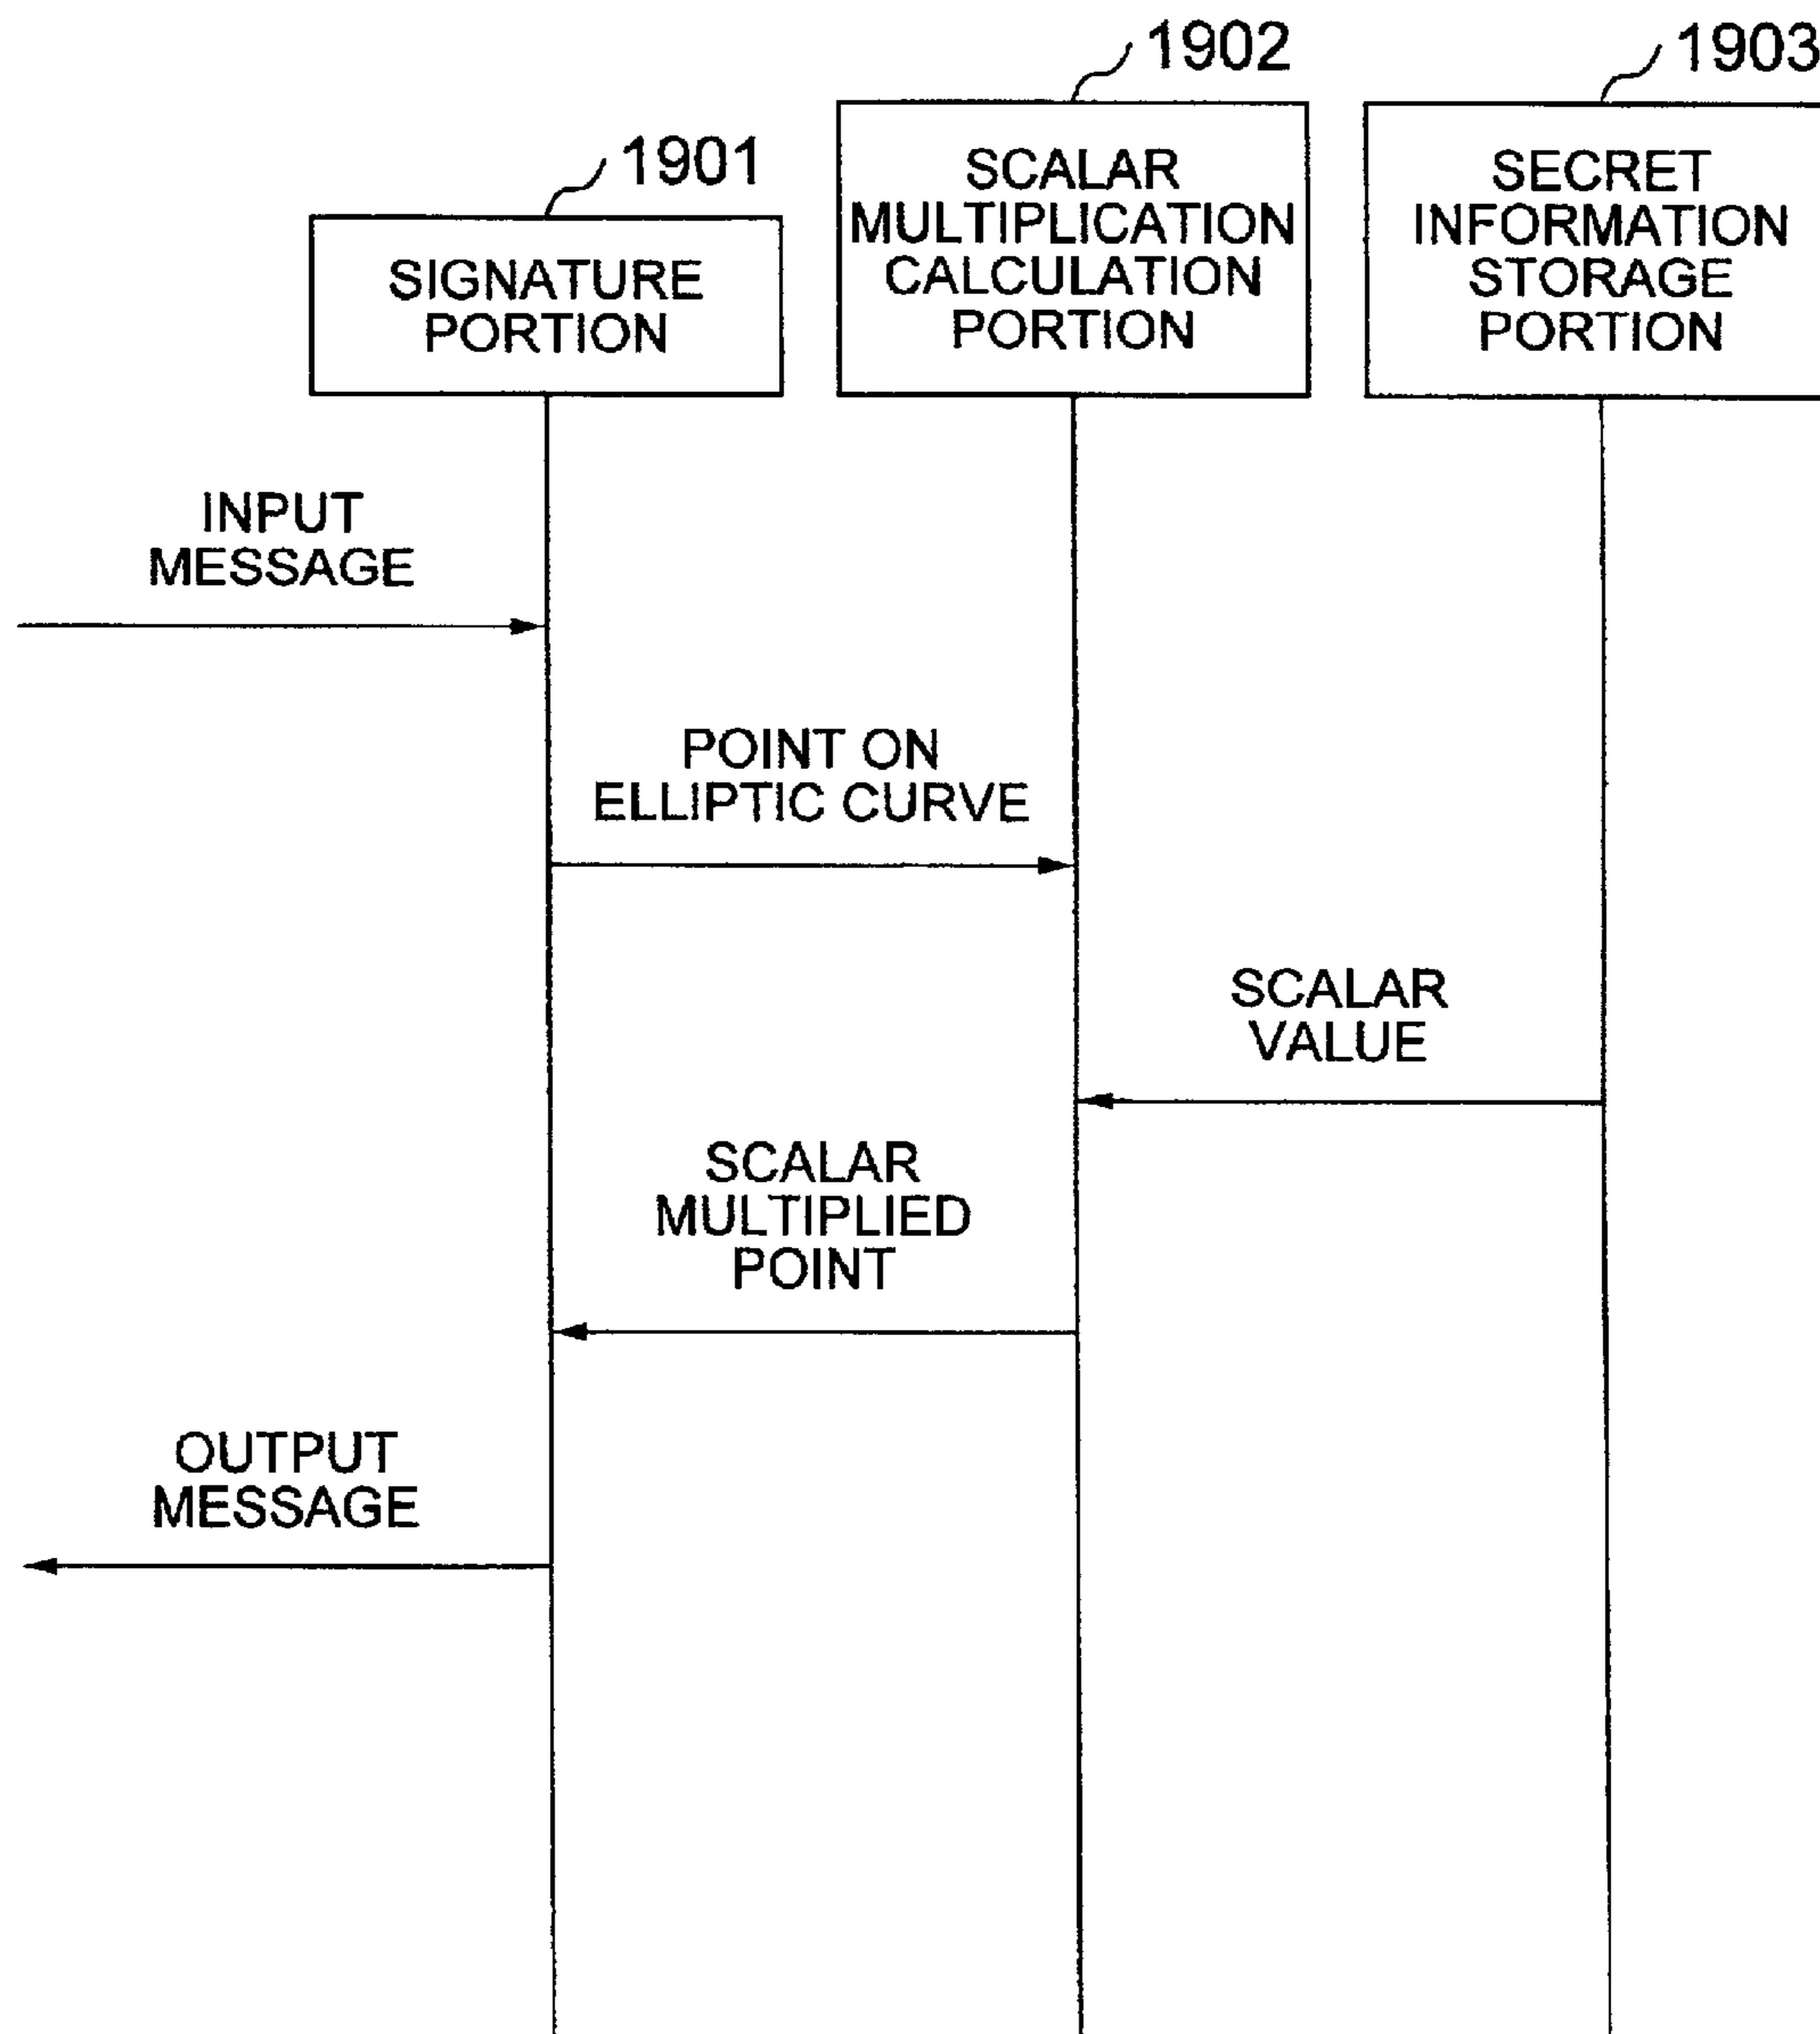 1902
1903
1901
SCALAR
MULTIPLICATION
CALCULATION
PORTION
SECRET
INFORMATION
STORAGE
PORTION
SIGNATURE
PORTION
INPUT
MESSAGE
POINT ON
ELLIPTIC CURVE
SCALAR
VALUE
SCALAR
MULTIPLIED
POINT
OUTPUT
MESSAGE